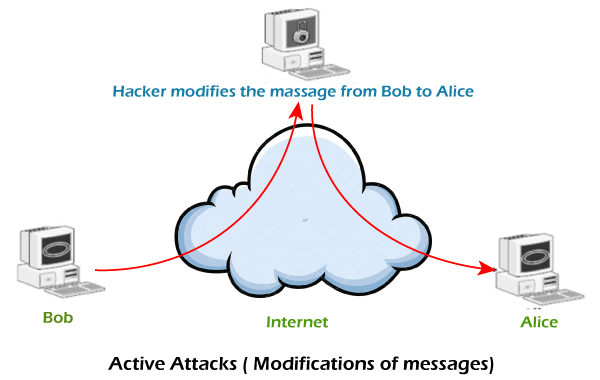 Hacker modifies the massage from Bob to Alice
Bob
Internet
Alice
Active Attacks ( Modifications of messages)